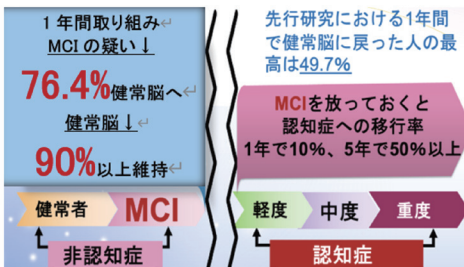 1年間取り組み↵
MCIの疑い↓
76.4%健常脳へ↵
健常脳↓↵
90%以上維持↵
先行研究における1年間
で健常脳に戻った人の最
高は49.7%
MCIを放っておくと
認知症への移行率
1年で10%、5年で50%以上
健常者 MCI 軽度 中度 重度
非認知症 認知症